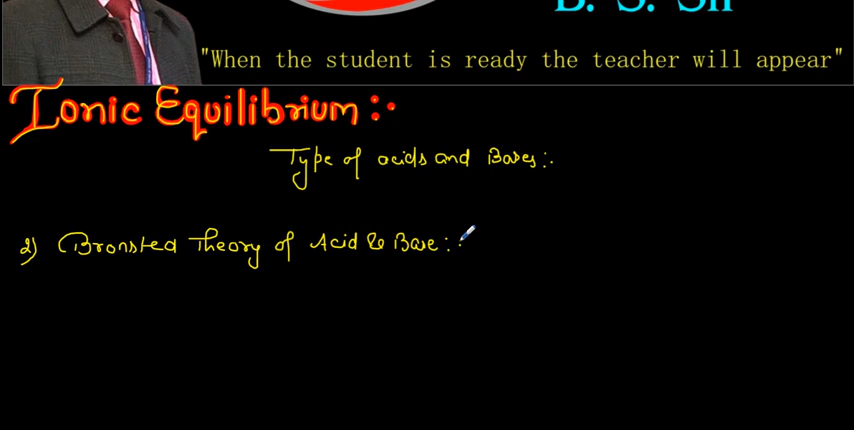 B. S. Sir
"When the student is ready the teacher will appear"
Ionic Equilibrium:-
Type of acids and Bases:-
2) Bronsted Theory of Acid & Base:-